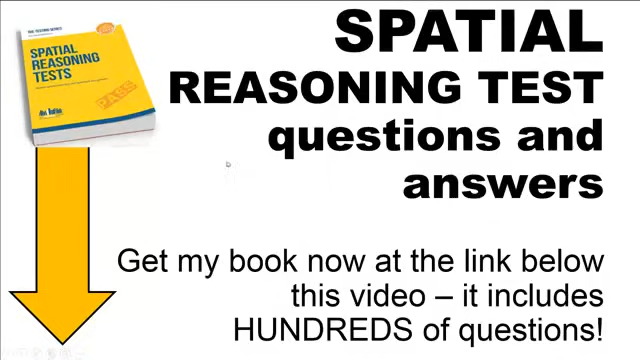 SPATIAL
REASONING TEST
questions and
answers
SPATIAL
REASONING
TESTS
PASS
Get my book now at the link below
this video – it includes
HUNDREDS of questions!